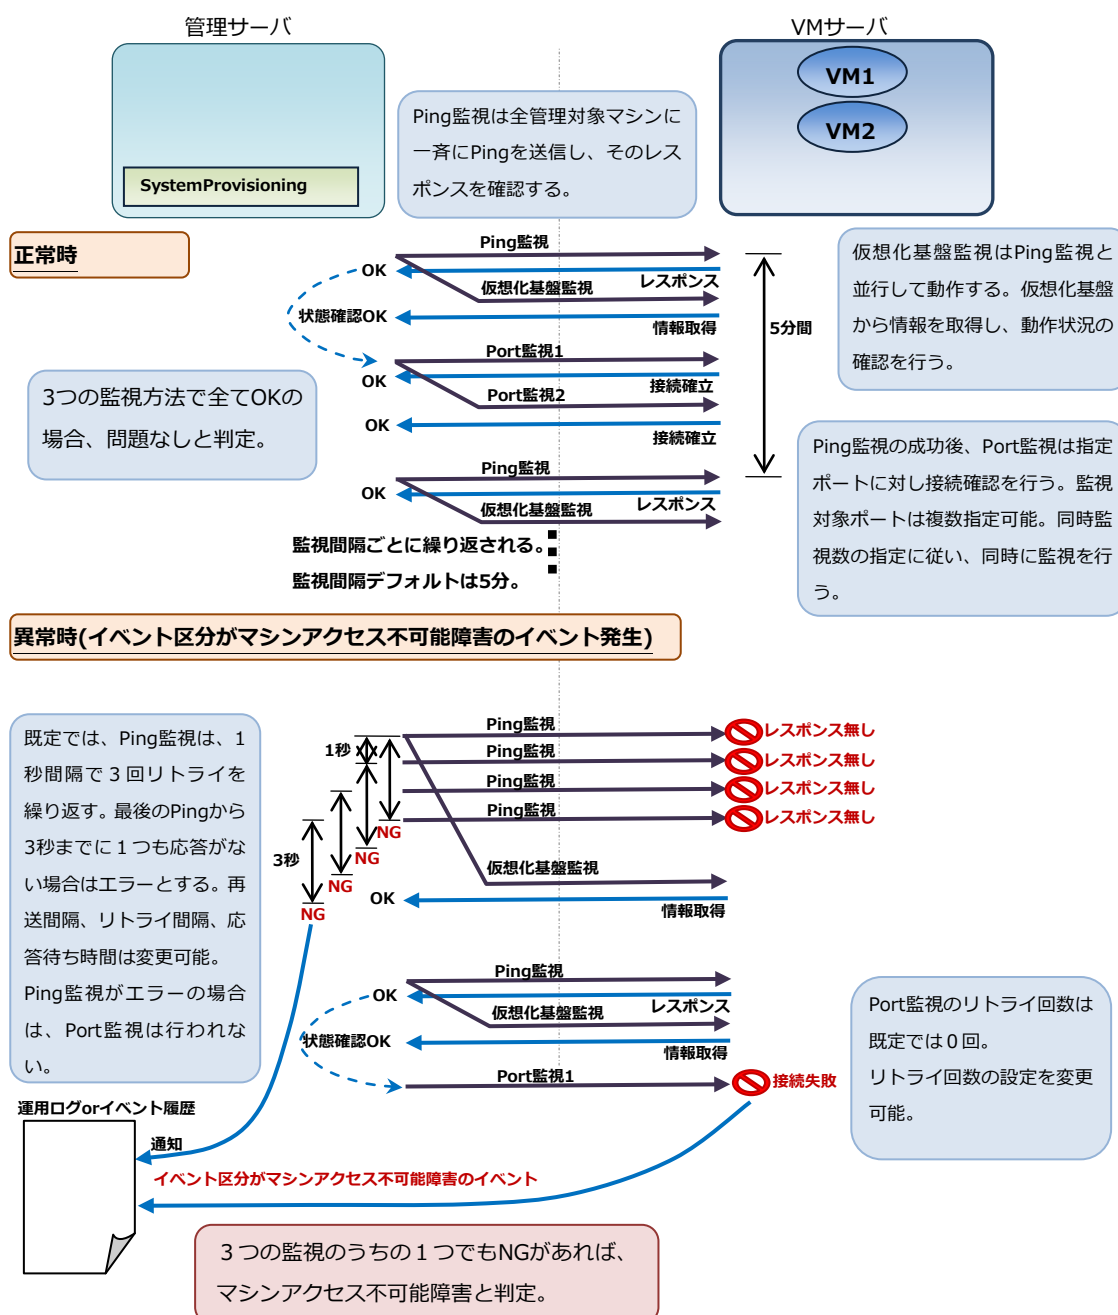 管理サーバ
VMサーバ
VM1
VM2
SystemProvisioning
Ping監視は全管理対象マシンに
一斉にPingを送信し、そのレス
ポンスを確認する。
正常時
Ping監視
OK
レスポンス
仮想化基盤監視
状態確認OK
情報取得
5分間
Port監視1
OK
接続確立
Port監視2
OK
接続確立
Ping監視
OK
レスポンス
仮想化基盤監視
仮想化基盤監視はPing監視と
並行して動作する。仮想化基盤
から情報を取得し、動作状況の
確認を行う。
3つの監視方法で全てOKの
場合、問題なしと判定。
Ping監視の成功後、Port監視は指定
ポートに対し接続確認を行う。監視
対象ポートは複数指定可能。同時監
視数の指定に従い、同時に監視を行
う。
監視間隔ごとに繰り返される。
監視間隔デフォルトは5分。
異常時(イベント区分がマシンアクセス不可能障害のイベント発生)
既定では、Ping監視は、1
秒間隔で３回リトライを
繰り返す。最後のPingから
3秒までに１つも応答がな
い場合はエラーとする。再
送間隔、リトライ間隔、応
答待ち時間は変更可能。
Ping監視がエラーの場合
は、Port監視は行われな
い。
Ping監視
レスポンス無し
1秒
Ping監視
レスポンス無し
Ping監視
レスポンス無し
Ping監視
レスポンス無し
NG
NG
3秒
NG
NG
仮想化基盤監視
OK
情報取得
Ping監視
OK
レスポンス
仮想化基盤監視
状態確認OK
情報取得
Port監視1
接続失敗
Port監視のリトライ回数は
既定では０回。
リトライ回数の設定を変更
可能。
運用ログorイベント履歴
通知
イベント区分がマシンアクセス不可能障害のイベント
３つの監視のうちの１つでもNGがあれば、
マシンアクセス不可能障害と判定。